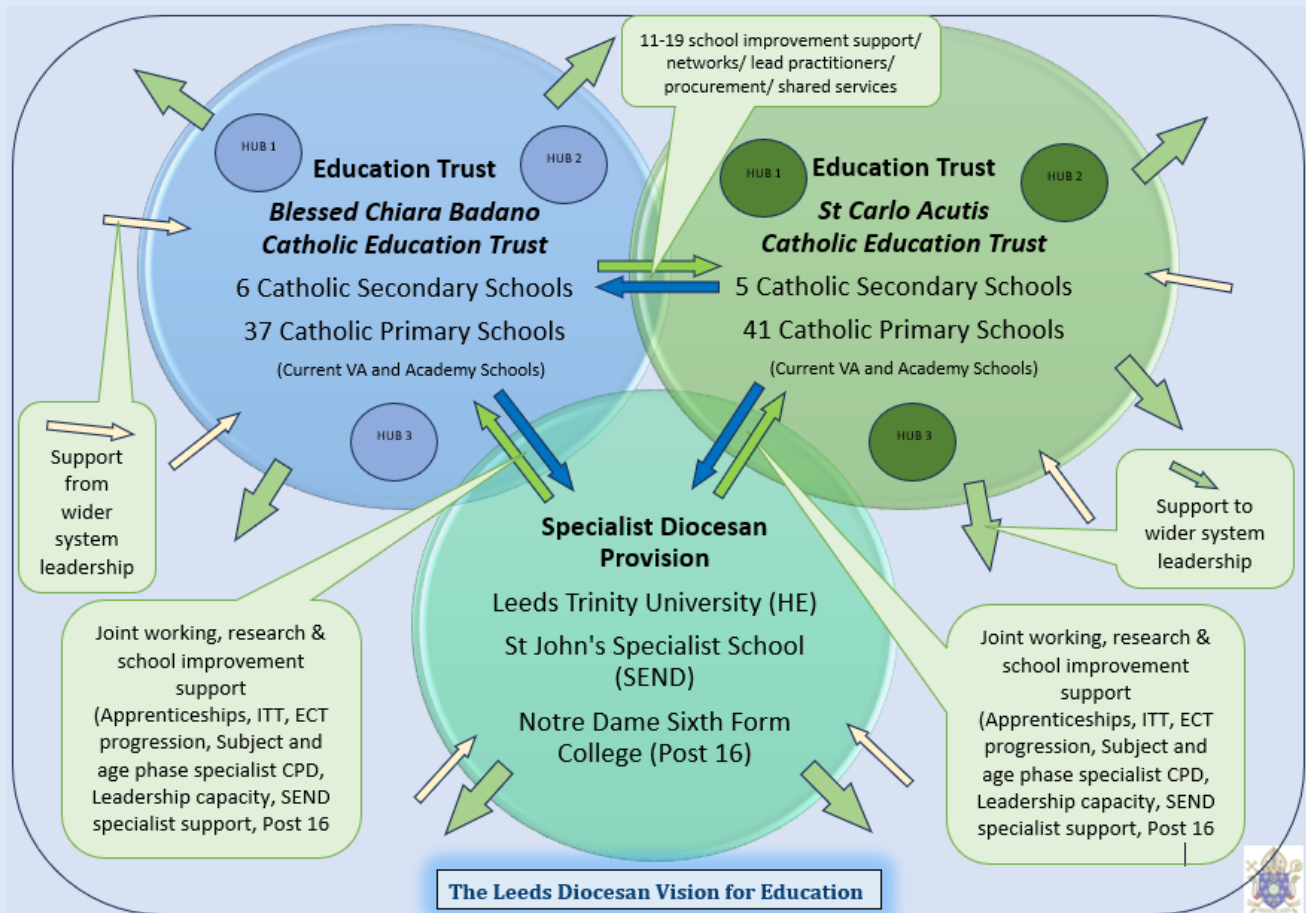 11-19 school improvement support/
networks/ lead practitioners/
procurement/ shared services
HUB 1
HUB 2
Education Trust
Blessed Chiara Badano
Catholic Education Trust
6 Catholic Secondary Schools
37 Catholic Primary Schools
(Current VA and Academy Schools)
HUB 3
HUB 1
HUB 2
Education Trust
St Carlo Acutis
Catholic Education Trust
5 Catholic Secondary Schools
41 Catholic Primary Schools
(Current VA and Academy Schools)
HUB 3
Support
from
wider
system
leadership
Support to
wider system
leadership
Specialist Diocesan
Provision
Leeds Trinity University (HE)
St John's Specialist School
(SEND)
Notre Dame Sixth Form
College (Post 16)
Joint working, research &
school improvement
support
(Apprenticeships, ITT, ECT
progression, Subject and
age phase specialist CPD,
Leadership capacity, SEND
specialist support, Post 16
Joint working, research &
school improvement
support
(Apprenticeships, ITT, ECT
progression, Subject and
age phase specialist CPD,
Leadership capacity, SEND
specialist support, Post 16
The Leeds Diocesan Vision for Education